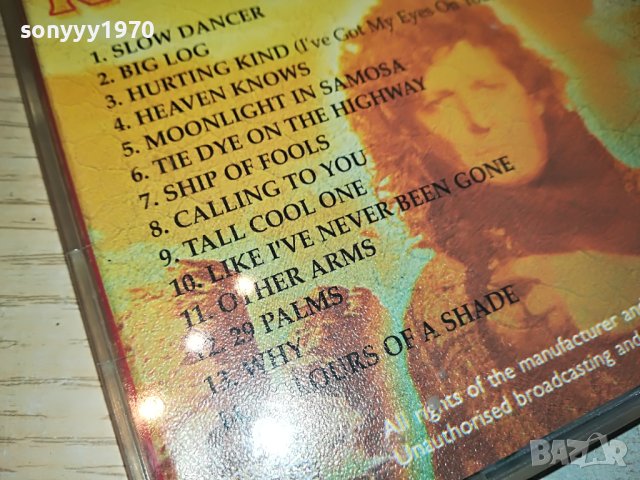 sonyyy1970
1. SLOW DANCER
2. BIG LOG
3. HURTING KIND (I've Got My Eyes On
4. HEAVEN KNOWS
5. MOONLIGHT IN SAMOSA
6. TIE DYE ON THE HIGHWAY
7. SHIP OF FOOLS
8. CALLING TO YOU
9. TALL COOL ONE
10. LIKE I'VE NEVER BEEN GONE
11. OTHER ARMS
12. 29 PALMS
13. WHY
OURS OF A SHADE
All rights of the manufacturer and
Unauthorised broadcasting and
BAZAR